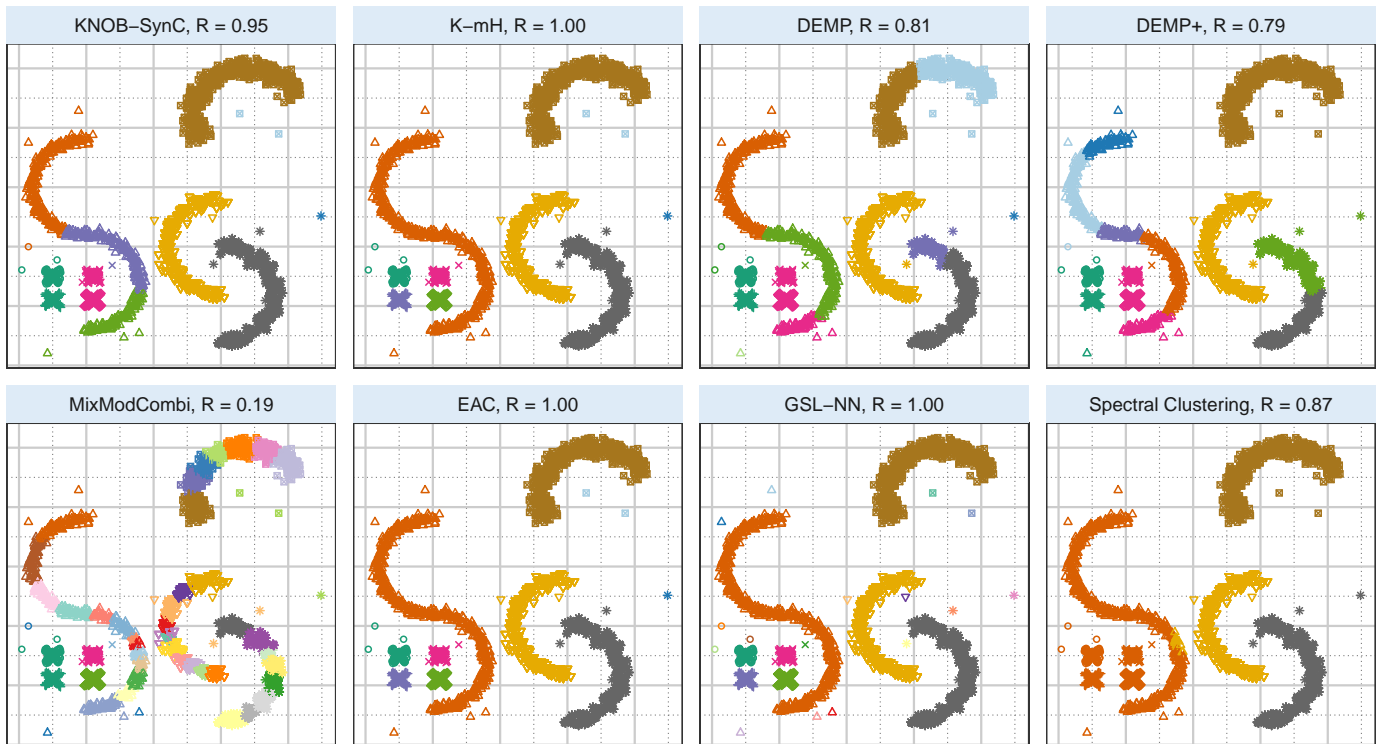 KNOB−SynC, R = 0.95
K−mH, R = 1.00
DEMP, R = 0.81
DEMP+, R = 0.79
MixModCombi, R = 0.19
EAC, R = 1.00
GSL−NN, R = 1.00
Spectral Clustering, R = 0.87